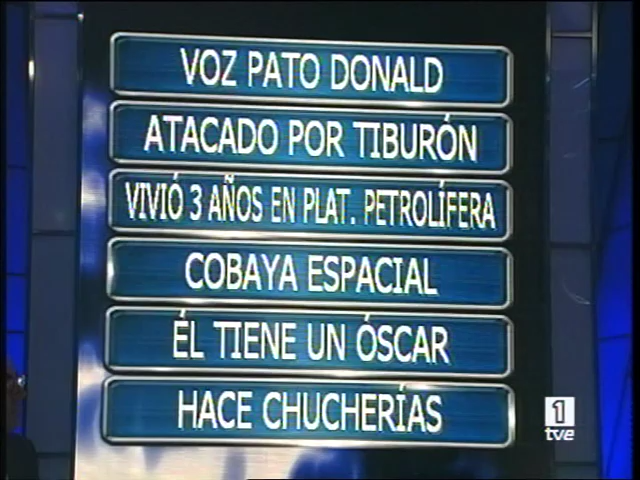 VOZ PATO DONALD
ATACADO POR TIBURÓN
VIVIÓ 3 AÑOS EN PLAT. PETROLÍFERA
COBAYA ESPACIAL
ÉL TIENE UN ÓSCAR
HACE CHUCHERÍAS
1
tve